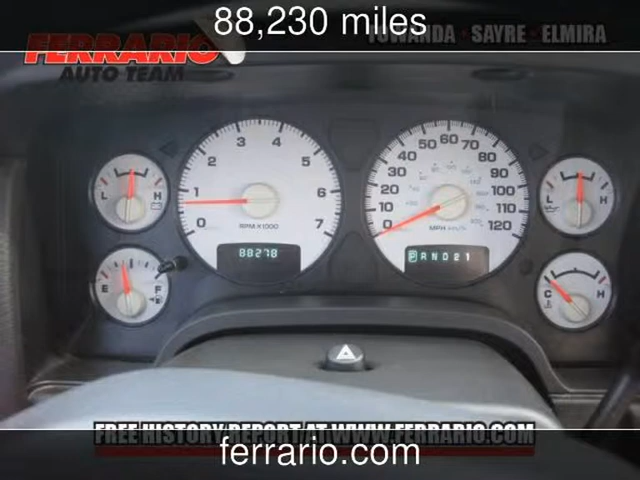 88,230 miles
FERRARIO
AUTO TEAM
TOWANDA • SAYRE • ELMIRA
L H
0 1 2 3 4 5 6 7
RPM X1000
88278
0 10 20 30 40 50 60 70 80 90 100 110 120
MPH km/h
P R N D 2 1
L H
E F
C H
FREE HISTORY REPORT AT WWW.FERRARIO.COM
ferrario.com